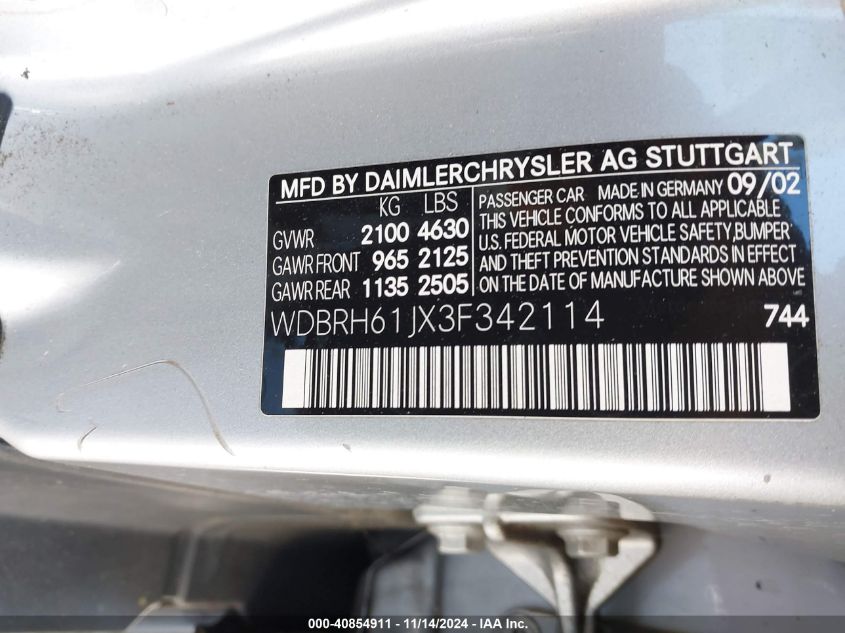 MFD BY DAIMLERCHRYSLER AG STUTTGART
KG LBS
GVWR 2100 4630
GAWR FRONT 965 2125
GAWR REAR 1135 2505
PASSENGER CAR MADE IN GERMANY 09/02
THIS VEHICLE CONFORMS TO ALL APPLICABLE
U.S. FEDERAL MOTOR VEHICLE SAFETY,BUMPER
AND THEFT PREVENTION STANDARDS IN EFFECT
ON THE DATE OF MANUFACTURE SHOWN ABOVE
WDBRH61JX3F342114 744
000-40854911 - 11/14/2024 - IAA Inc.